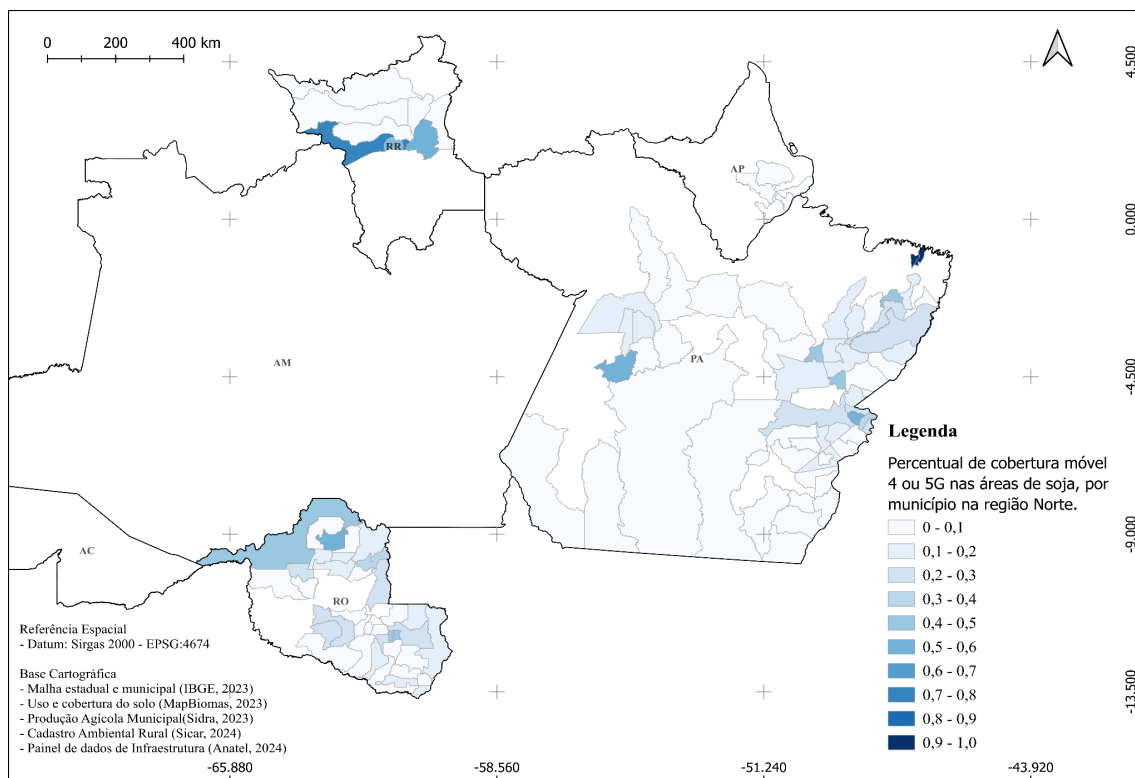 0 200 400 km
4.500
0.000
-4.500
-9.000
-13.500
RR
AP
AM
PA
AC
RO
Legenda
Percentual de cobertura móvel
4 ou 5G nas áreas de soja, por
município na região Norte.
0 - 0,1
0,1 - 0,2
0,2 - 0,3
0,3 - 0,4
0,4 - 0,5
0,5 - 0,6
0,6 - 0,7
0,7 - 0,8
0,8 - 0,9
0,9 - 1,0
Referência Espacial
- Datum: Sirgas 2000 - EPSG:4674
Base Cartográfica
- Malha estadual e municipal (IBGE, 2023)
- Uso e cobertura do solo (MapBiomas, 2023)
- Produção Agícola Municipal(Sidra, 2023)
- Cadastro Ambiental Rural (Sicar, 2024)
- Painel de dados de Infraestrutura (Anatel, 2024)
-65.880 -58.560 -51.240 -43.920